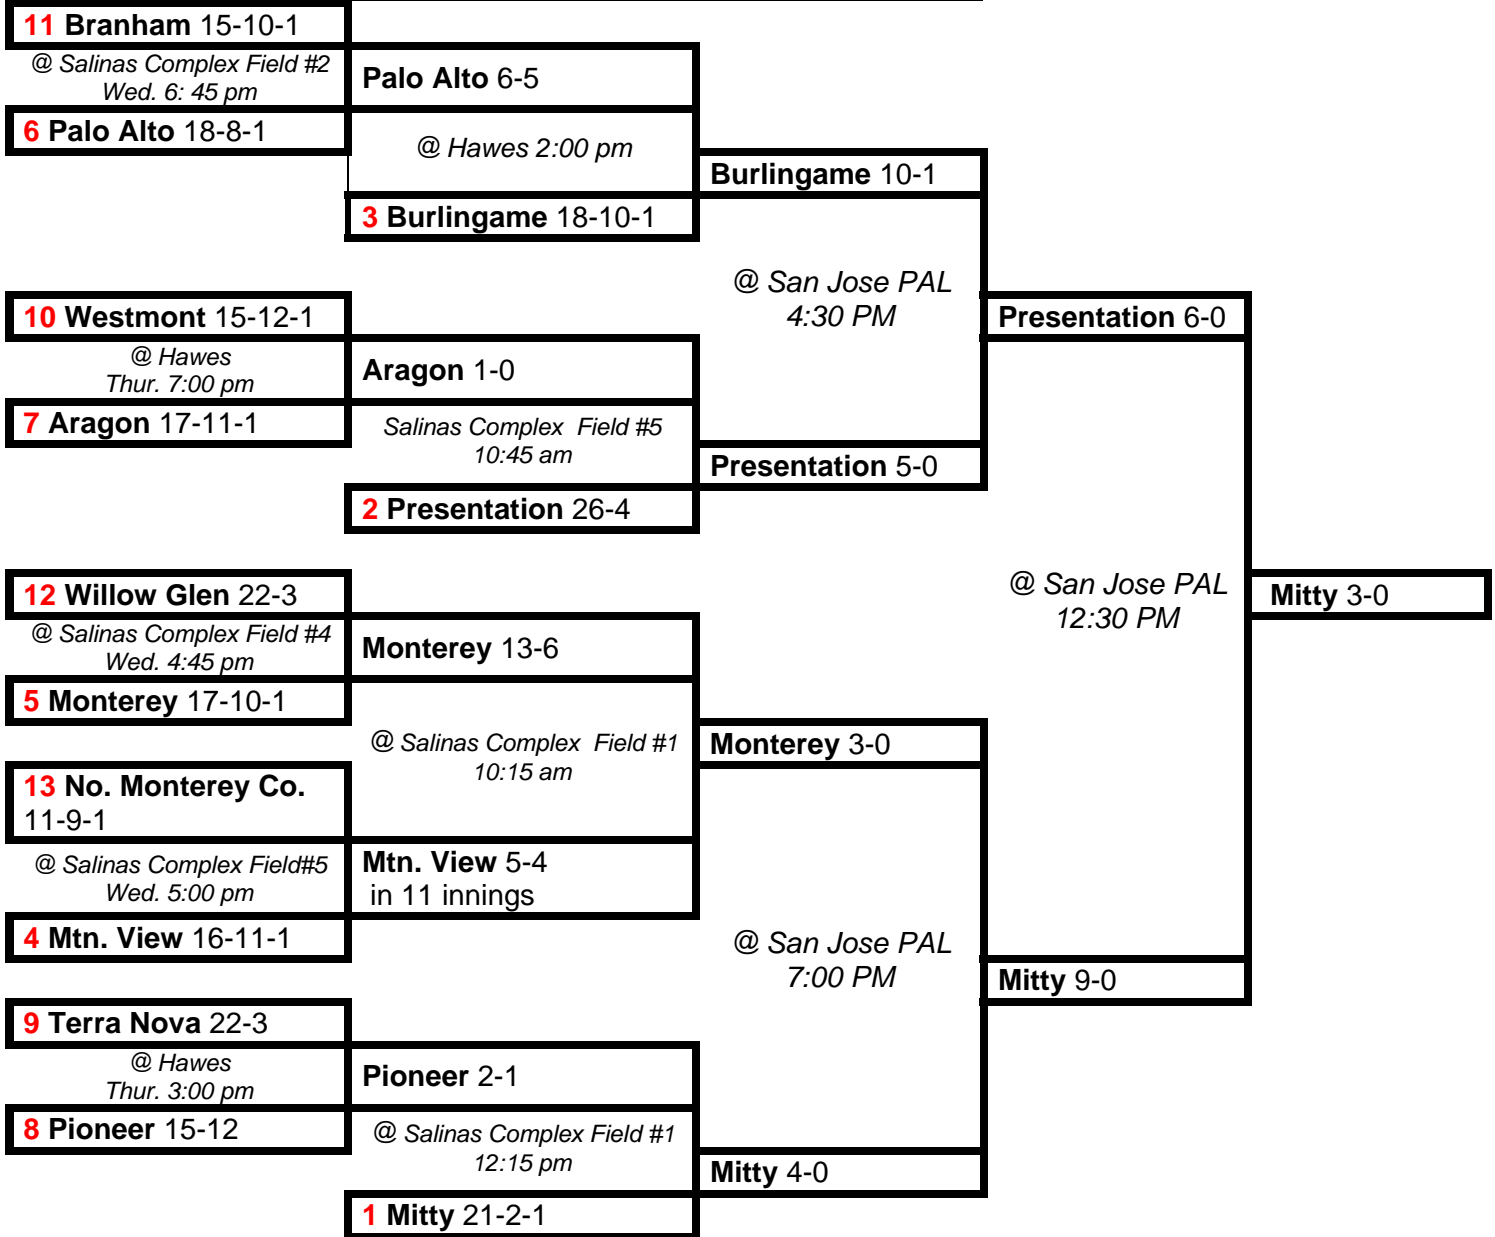 11 Branham 15-10-1
@ Salinas Complex Field #2
Wed. 6: 45 pm
6 Palo Alto 18-8-1
Palo Alto 6-5
@ Hawes 2:00 pm
3 Burlingame 18-10-1
Burlingame 10-1
@ San Jose PAL
4:30 PM
10 Westmont 15-12-1
@ Hawes
Thur. 7:00 pm
7 Aragon 17-11-1
Aragon 1-0
Salinas Complex Field #5
10:45 am
2 Presentation 26-4
Presentation 5-0
Presentation 6-0
12 Willow Glen 22-3
@ Salinas Complex Field #4
Wed. 4:45 pm
5 Monterey 17-10-1
Monterey 13-6
@ Salinas Complex Field #1
10:15 am
13 No. Monterey Co.
11-9-1
@ Salinas Complex Field#5
Wed. 5:00 pm
4 Mtn. View 16-11-1
Mtn. View 5-4
in 11 innings
Monterey 3-0
@ San Jose PAL
7:00 PM
9 Terra Nova 22-3
@ Hawes
Thur. 3:00 pm
8 Pioneer 15-12
Pioneer 2-1
@ Salinas Complex Field #1
12:15 pm
1 Mitty 21-2-1
Mitty 4-0
Mitty 9-0
@ San Jose PAL
12:30 PM
Mitty 3-0